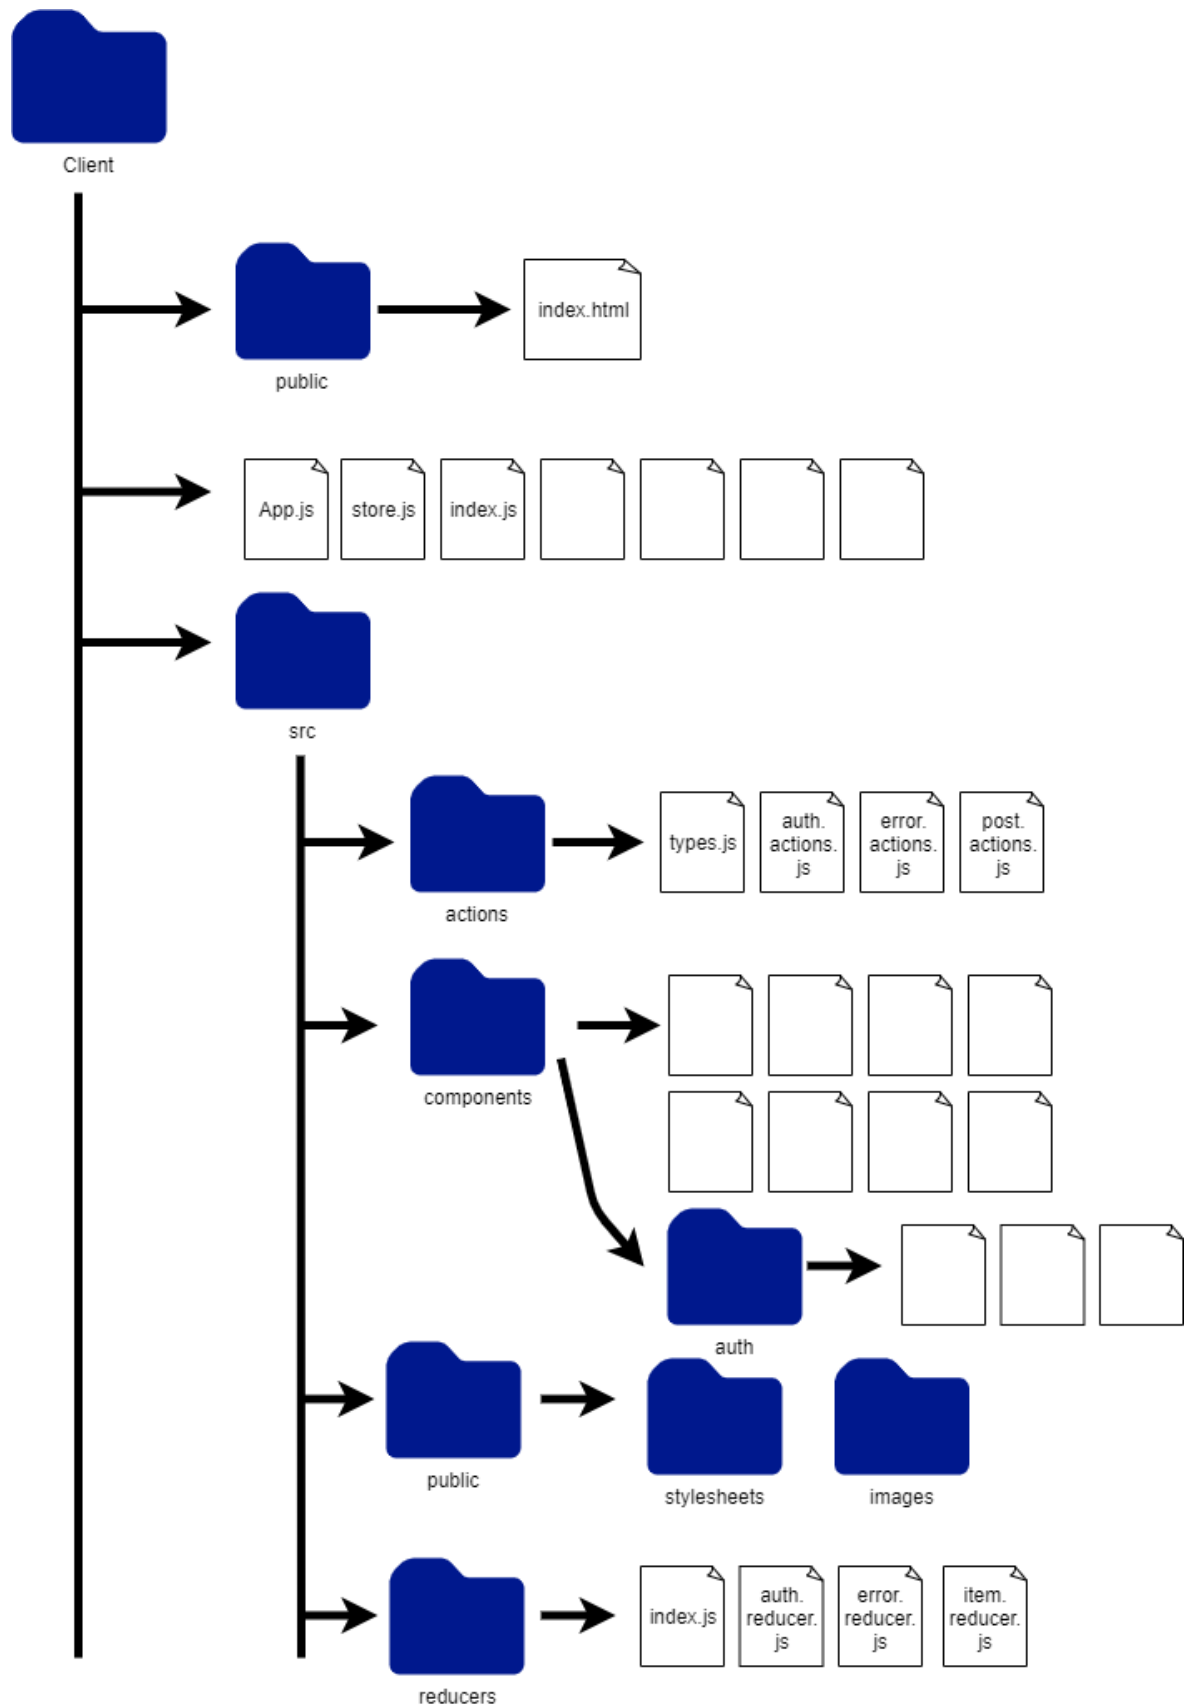 Client
index.html
public
App.js
store.js
index.js
src
types.js
auth.
actions.
js
error.
actions.
js
post.
actions.
js
actions
components
auth
public
stylesheets
images
index.js
auth.
reducer.
js
error.
reducer.
js
item.
reducer.
js
reducers